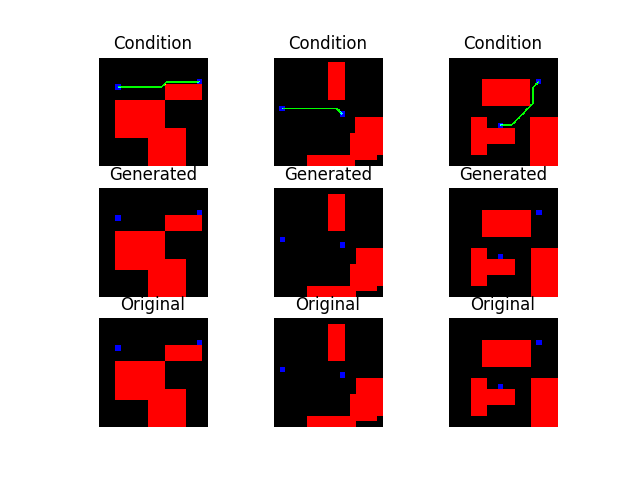 Condition Condition Condition
Generated Generated Generated
Original Original Original